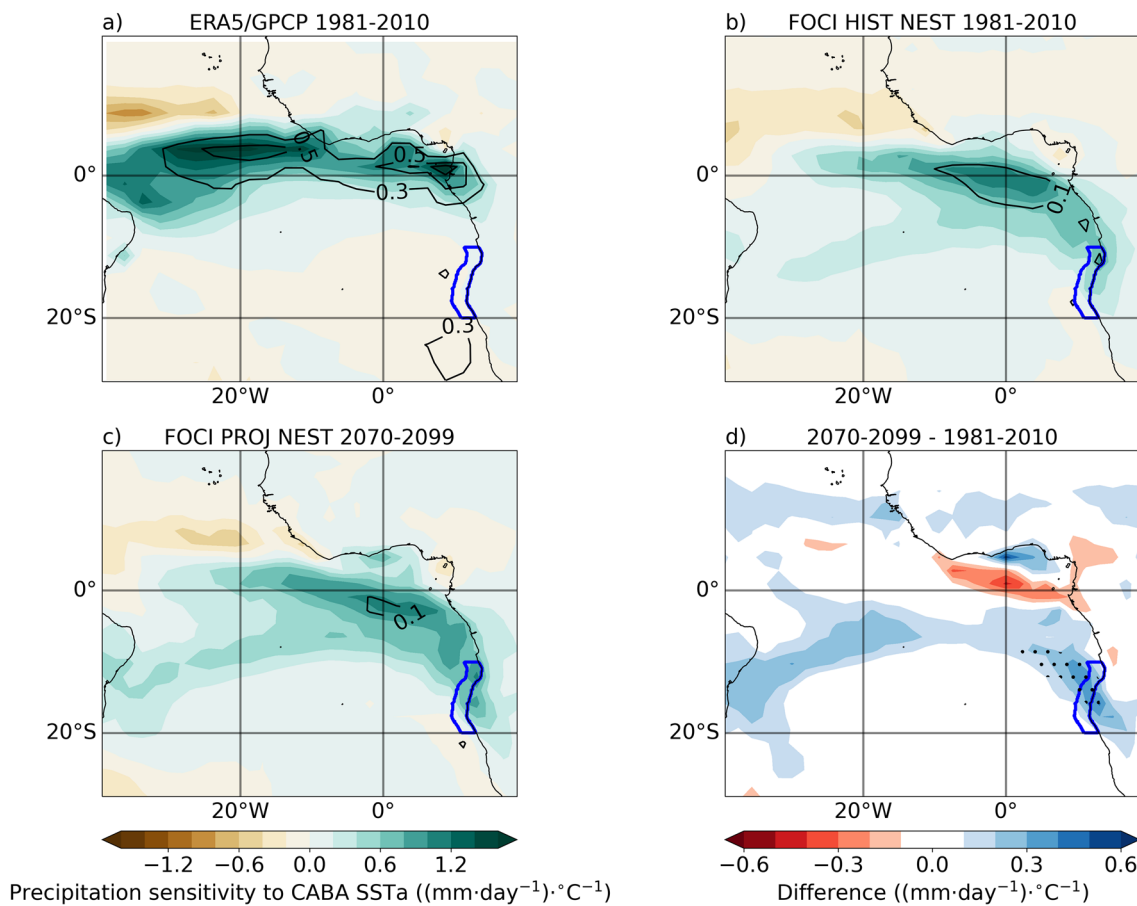 a) ERA5/GPCP 1981-2010
b) FOCI HIST NEST 1981-2010
0.5
0.5
0°
0.3
0.1
20°S
0.3
20°W 0°
0°
20°S
20°W 0°
c) FOCI PROJ NEST 2070-2099
d) 2070-2099 - 1981-2010
0°
0.1
20°S
20°W 0°
0°
20°S
20°W 0°
−1.2 −0.6 0.0 0.6 1.2
Precipitation sensitivity to CABA SSTa ((mm·day⁻¹)·°C⁻¹)
−0.6 −0.3 0.0 0.3 0.6
Difference ((mm·day⁻¹)·°C⁻¹)